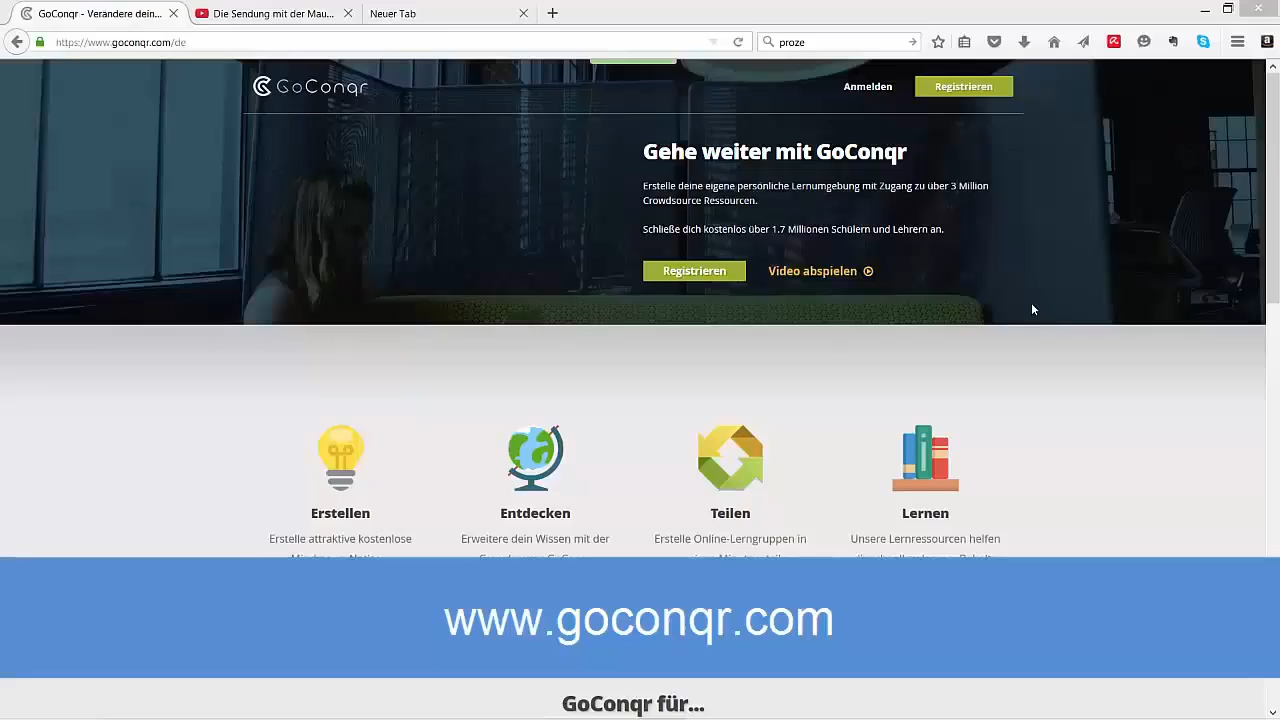 GoConqr - Verändere dein...
Die Sendung mit der Mau...
Neuer Tab
https://www.goconqr.com/de
proze
GoConqr
Anmelden
Registrieren
Gehe weiter mit GoConqr
Erstelle deine eigene persönliche Lernumgebung mit Zugang zu über 3 Million
Crowdsource Ressourcen.
Schließe dich kostenlos über 1.7 Millionen Schülern und Lehrern an.
Registrieren
Video abspielen
Erstellen
Entdecken
Teilen
Lernen
Erstelle attraktive kostenlose
Erweitere dein Wissen mit der
Erstelle Online-Lerngruppen in
Unsere Lernressourcen helfen
www.goconqr.com
GoConqr für...